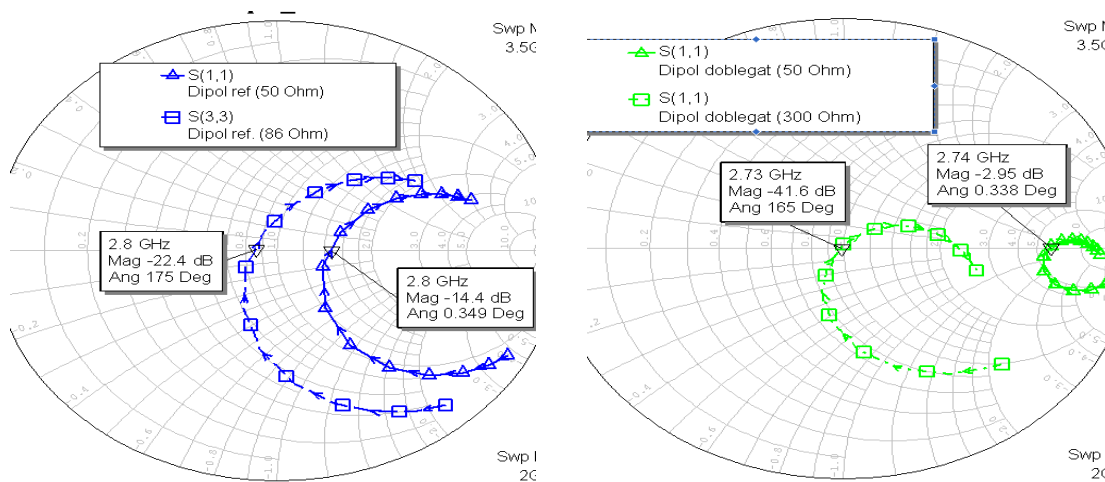 Swp M
3.5G
S(1,1)
Dipol ref (50 Ohm)
S(3,3)
Dipol ref. (86 Ohm)
2.8 GHz
Mag -22.4 dB
Ang 175 Deg
2.8 GHz
Mag -14.4 dB
Ang 0.349 Deg
Swp
2G
Swp M
3.5G
S(1,1)
Dipol doblegat (50 Ohm)
S(1,1)
Dipol doblegat (300 Ohm)
2.73 GHz
Mag -41.6 dB
Ang 165 Deg
2.74 GHz
Mag -2.95 dB
Ang 0.338 Deg
Swp
2G